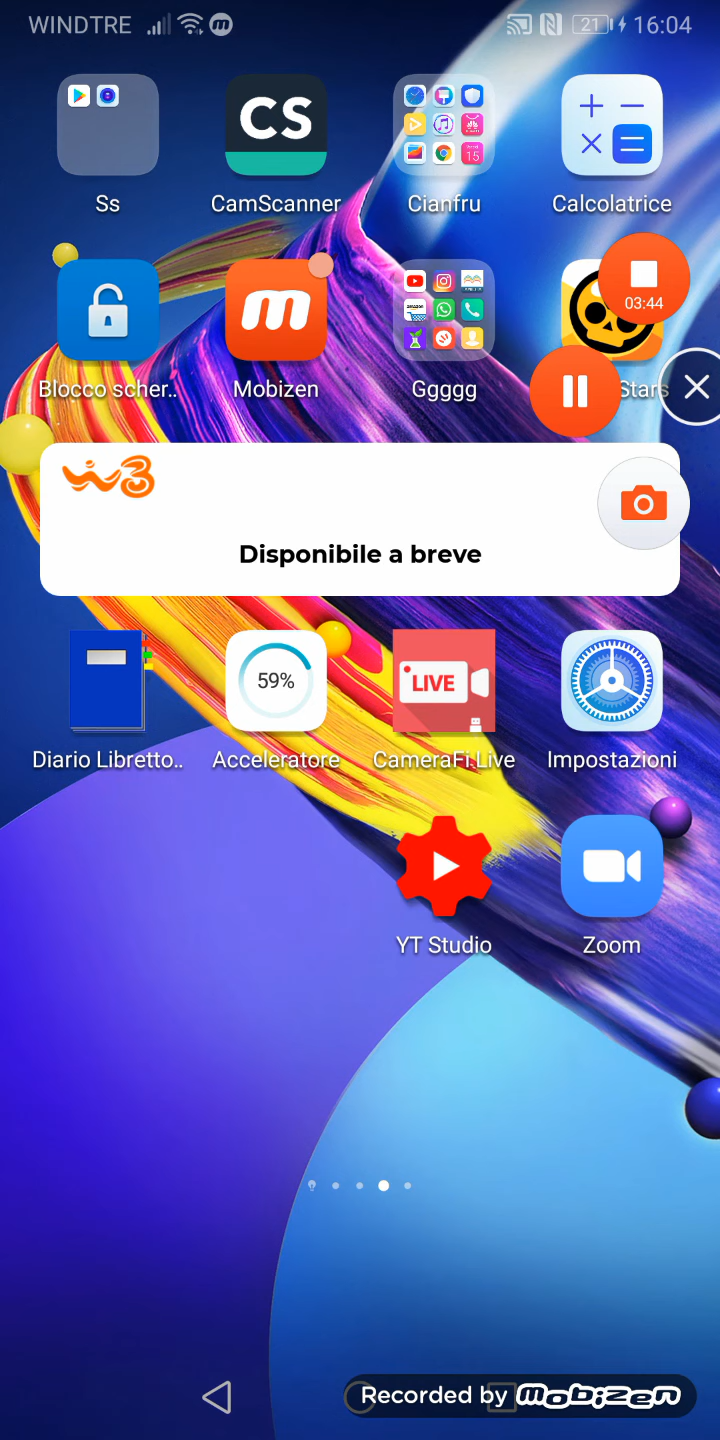 WINDTRE
21
16:04
Ss
CS
CamScanner
Cianfru
Calcolatrice
03:44
Blocco scher..
Mobizen
Ggggg
Stars
Disponibile a breve
Diario Libretto..
59%
Acceleratore
LIVE
CameraFi Live
Impostazioni
YT Studio
Zoom
Recorded by mobizen